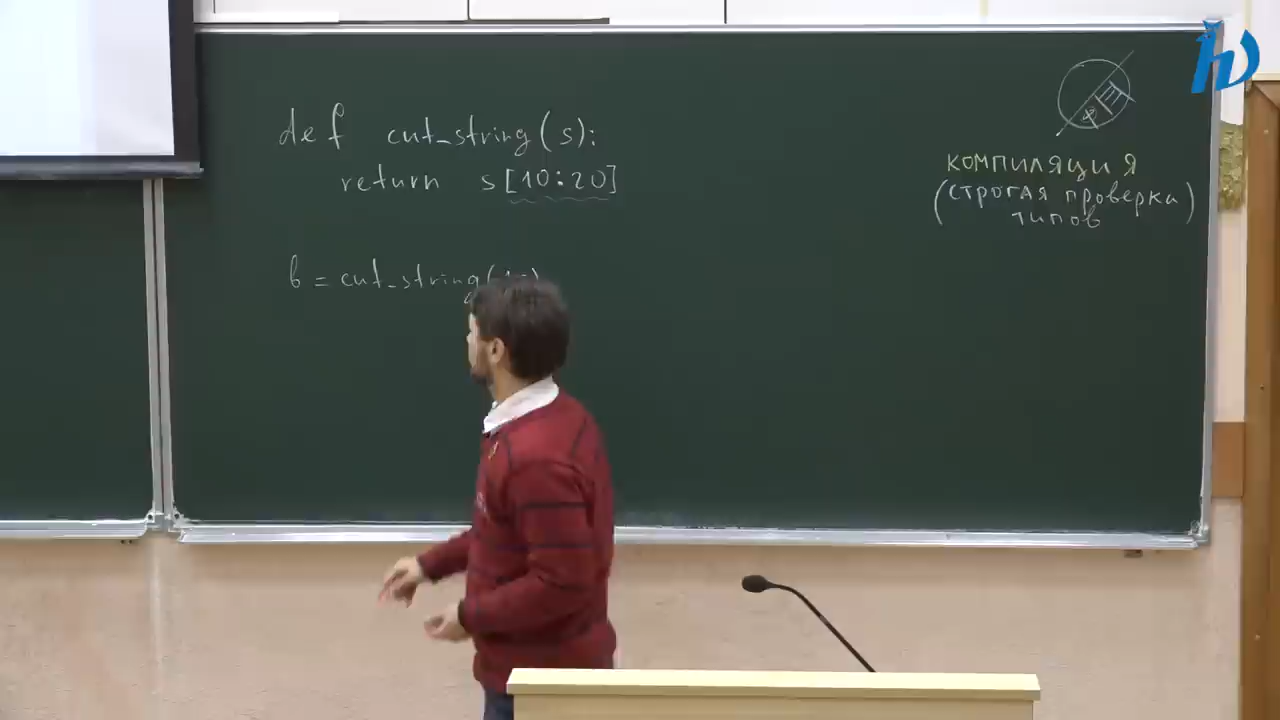 def cut_string(s):
return s[10:20]
b = cut_string(
компиляция
(строгая проверка
типов)